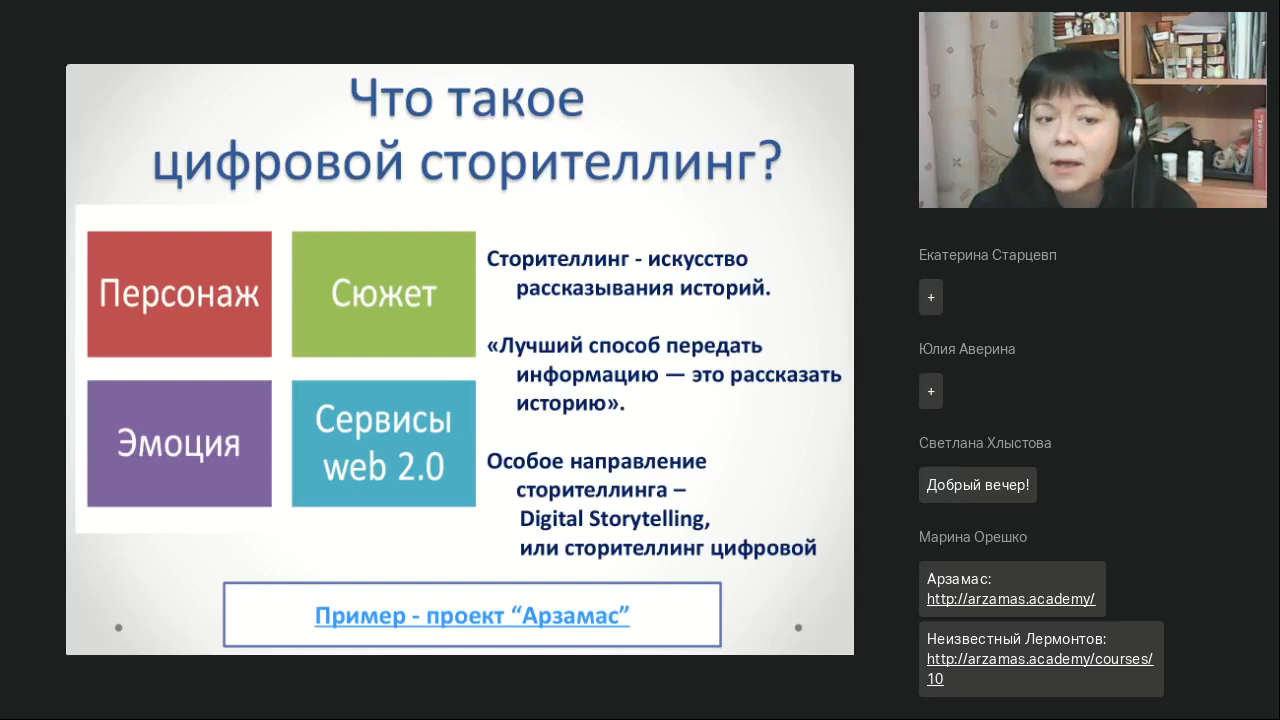 Что такое
цифровой сторителлинг?
Персонаж
Сюжет
Эмоция
Сервисы
web 2.0
Сторителлинг - искусство
рассказывания историй.
«Лучший способ передать
информацию — это рассказать
историю».
Особое направление
сторителлинга –
Digital Storytelling,
или сторителлинг цифровой
Пример - проект “Арзамас”
Екатерина Старцевп
+
Юлия Аверина
+
Светлана Хлыстова
Добрый вечер!
Марина Орешко
Арзамас:
http://arzamas.academy/
Неизвестный Лермонтов:
http://arzamas.academy/courses/
10